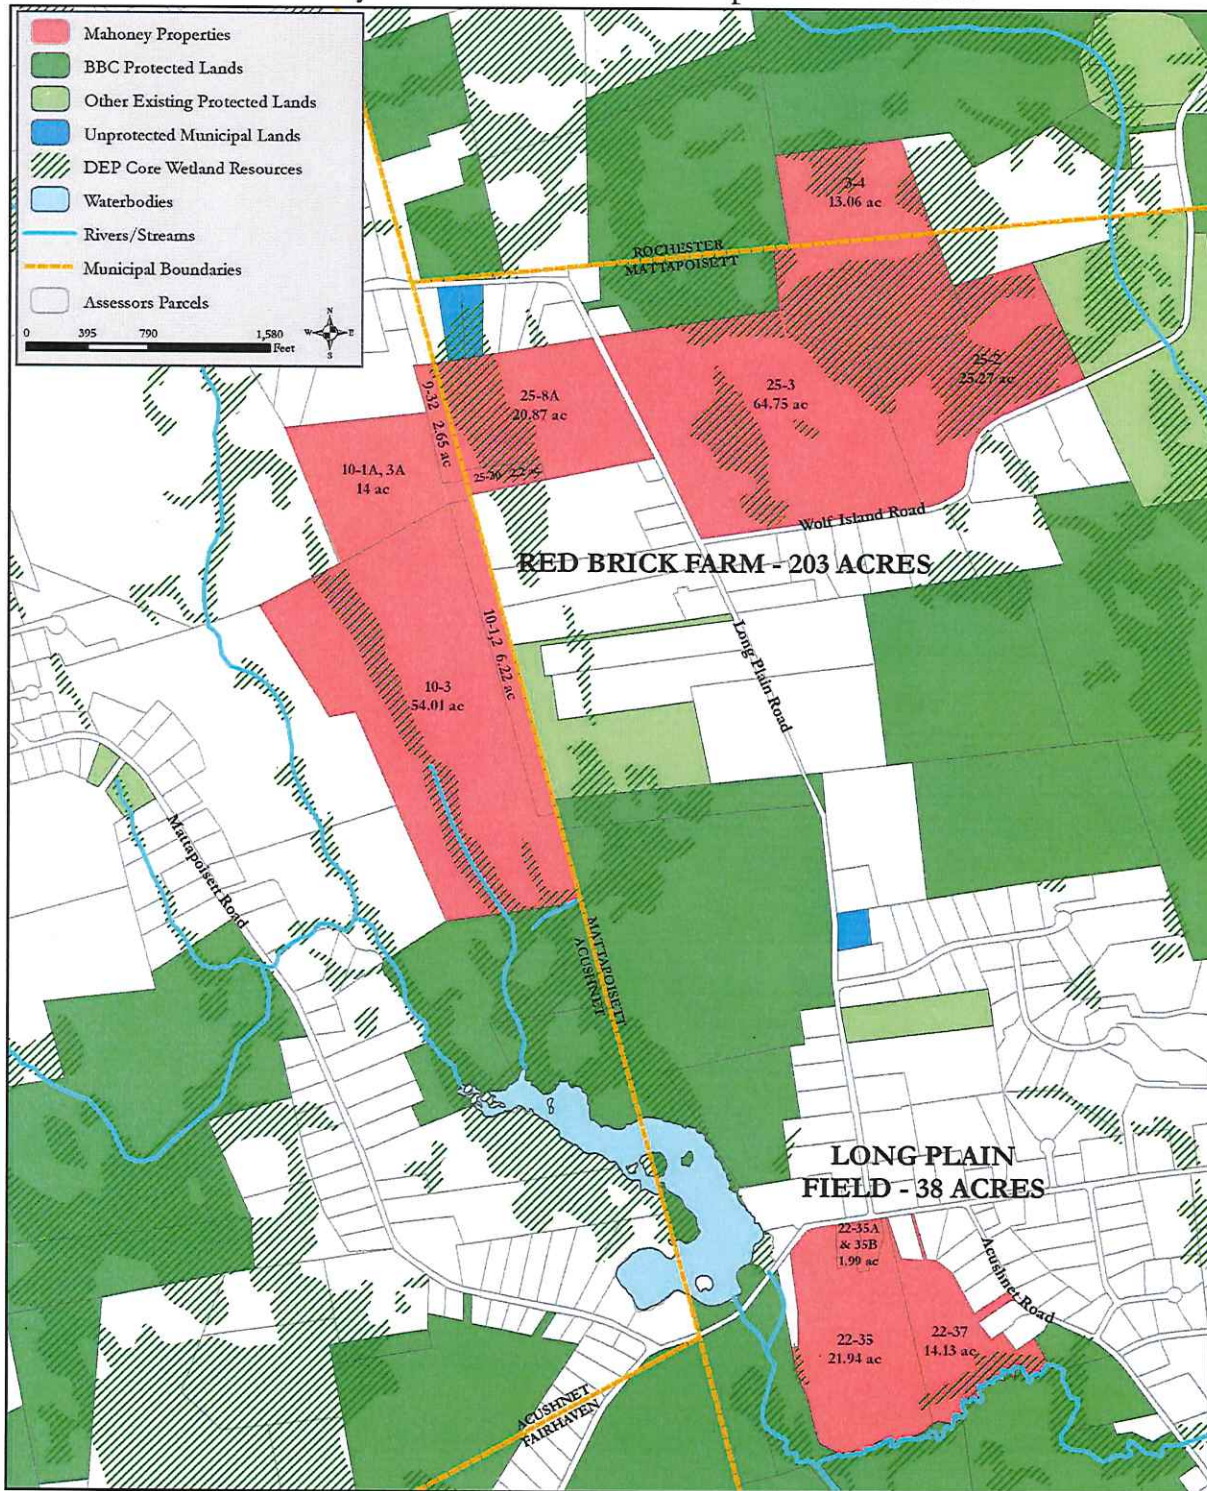 Mahoney Properties
BBC Protected Lands
Other Existing Protected Lands
Unprotected Municipal Lands
DEP Core Wetland Resources
Waterbodies
Rivers/Streams
Municipal Boundaries
Assessors Parcels
0 395 790 1,580
Feet
N
W E
S
3-4
13.06 ac
ROCHESTER
MATTAPOISETT
25-2
25.27 ac
25-3
64.75 ac
25-8A
20.87 ac
9-32 2.65 ac
10-1A, 3A
14 ac
Wolf Island Road
RED BRICK FARM - 203 ACRES
10-1,2 6.22 ac
Long Plain Road
10-3
54.01 ac
Mattapoisett Road
MATTAPOISETT
ACUSHNET
LONG PLAIN
FIELD - 38 ACRES
22-35A
& 35B
1.99 ac
Acushnet Road
22-35
21.94 ac
22-37
14.13 ac
ACUSHNET
FAIRHAVEN